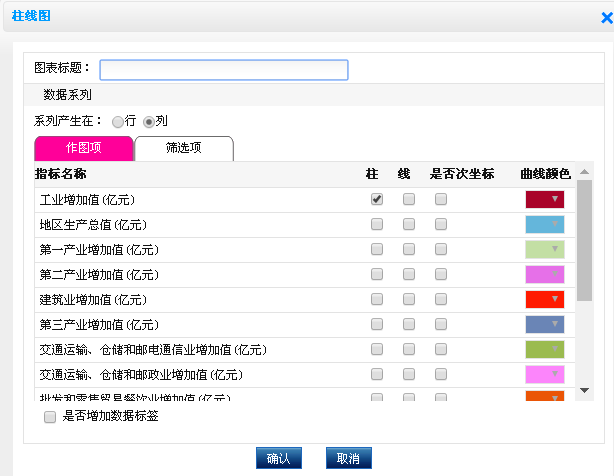 柱线图
图表标题：
数据系列
系列产生在： 行 列
作图项 筛选项
指标名称 柱 线 是否次坐标 曲线颜色
工业增加值(亿元)
地区生产总值(亿元)
第一产业增加值(亿元)
第二产业增加值(亿元)
建筑业增加值(亿元)
第三产业增加值(亿元)
交通运输、仓储和邮电通信业增加值(亿元)
交通运输、仓储和邮政业增加值(亿元)
批发和零售贸易餐饮业增加值(亿元)
是否增加数据标签
确认 取消